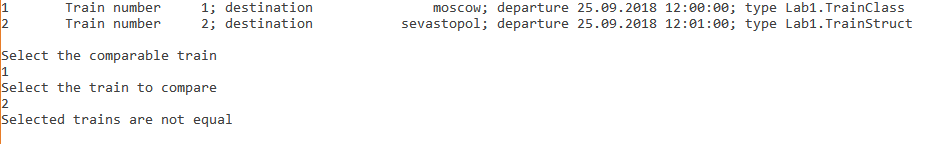 1       Train number     1; destination               moscow; departure 25.09.2018 12:00:00; type Lab1.TrainClass
2       Train number     2; destination           sevastopol; departure 25.09.2018 12:01:00; type Lab1.TrainStruct
Select the comparable train
1
Select the train to compare
2
Selected trains are not equal